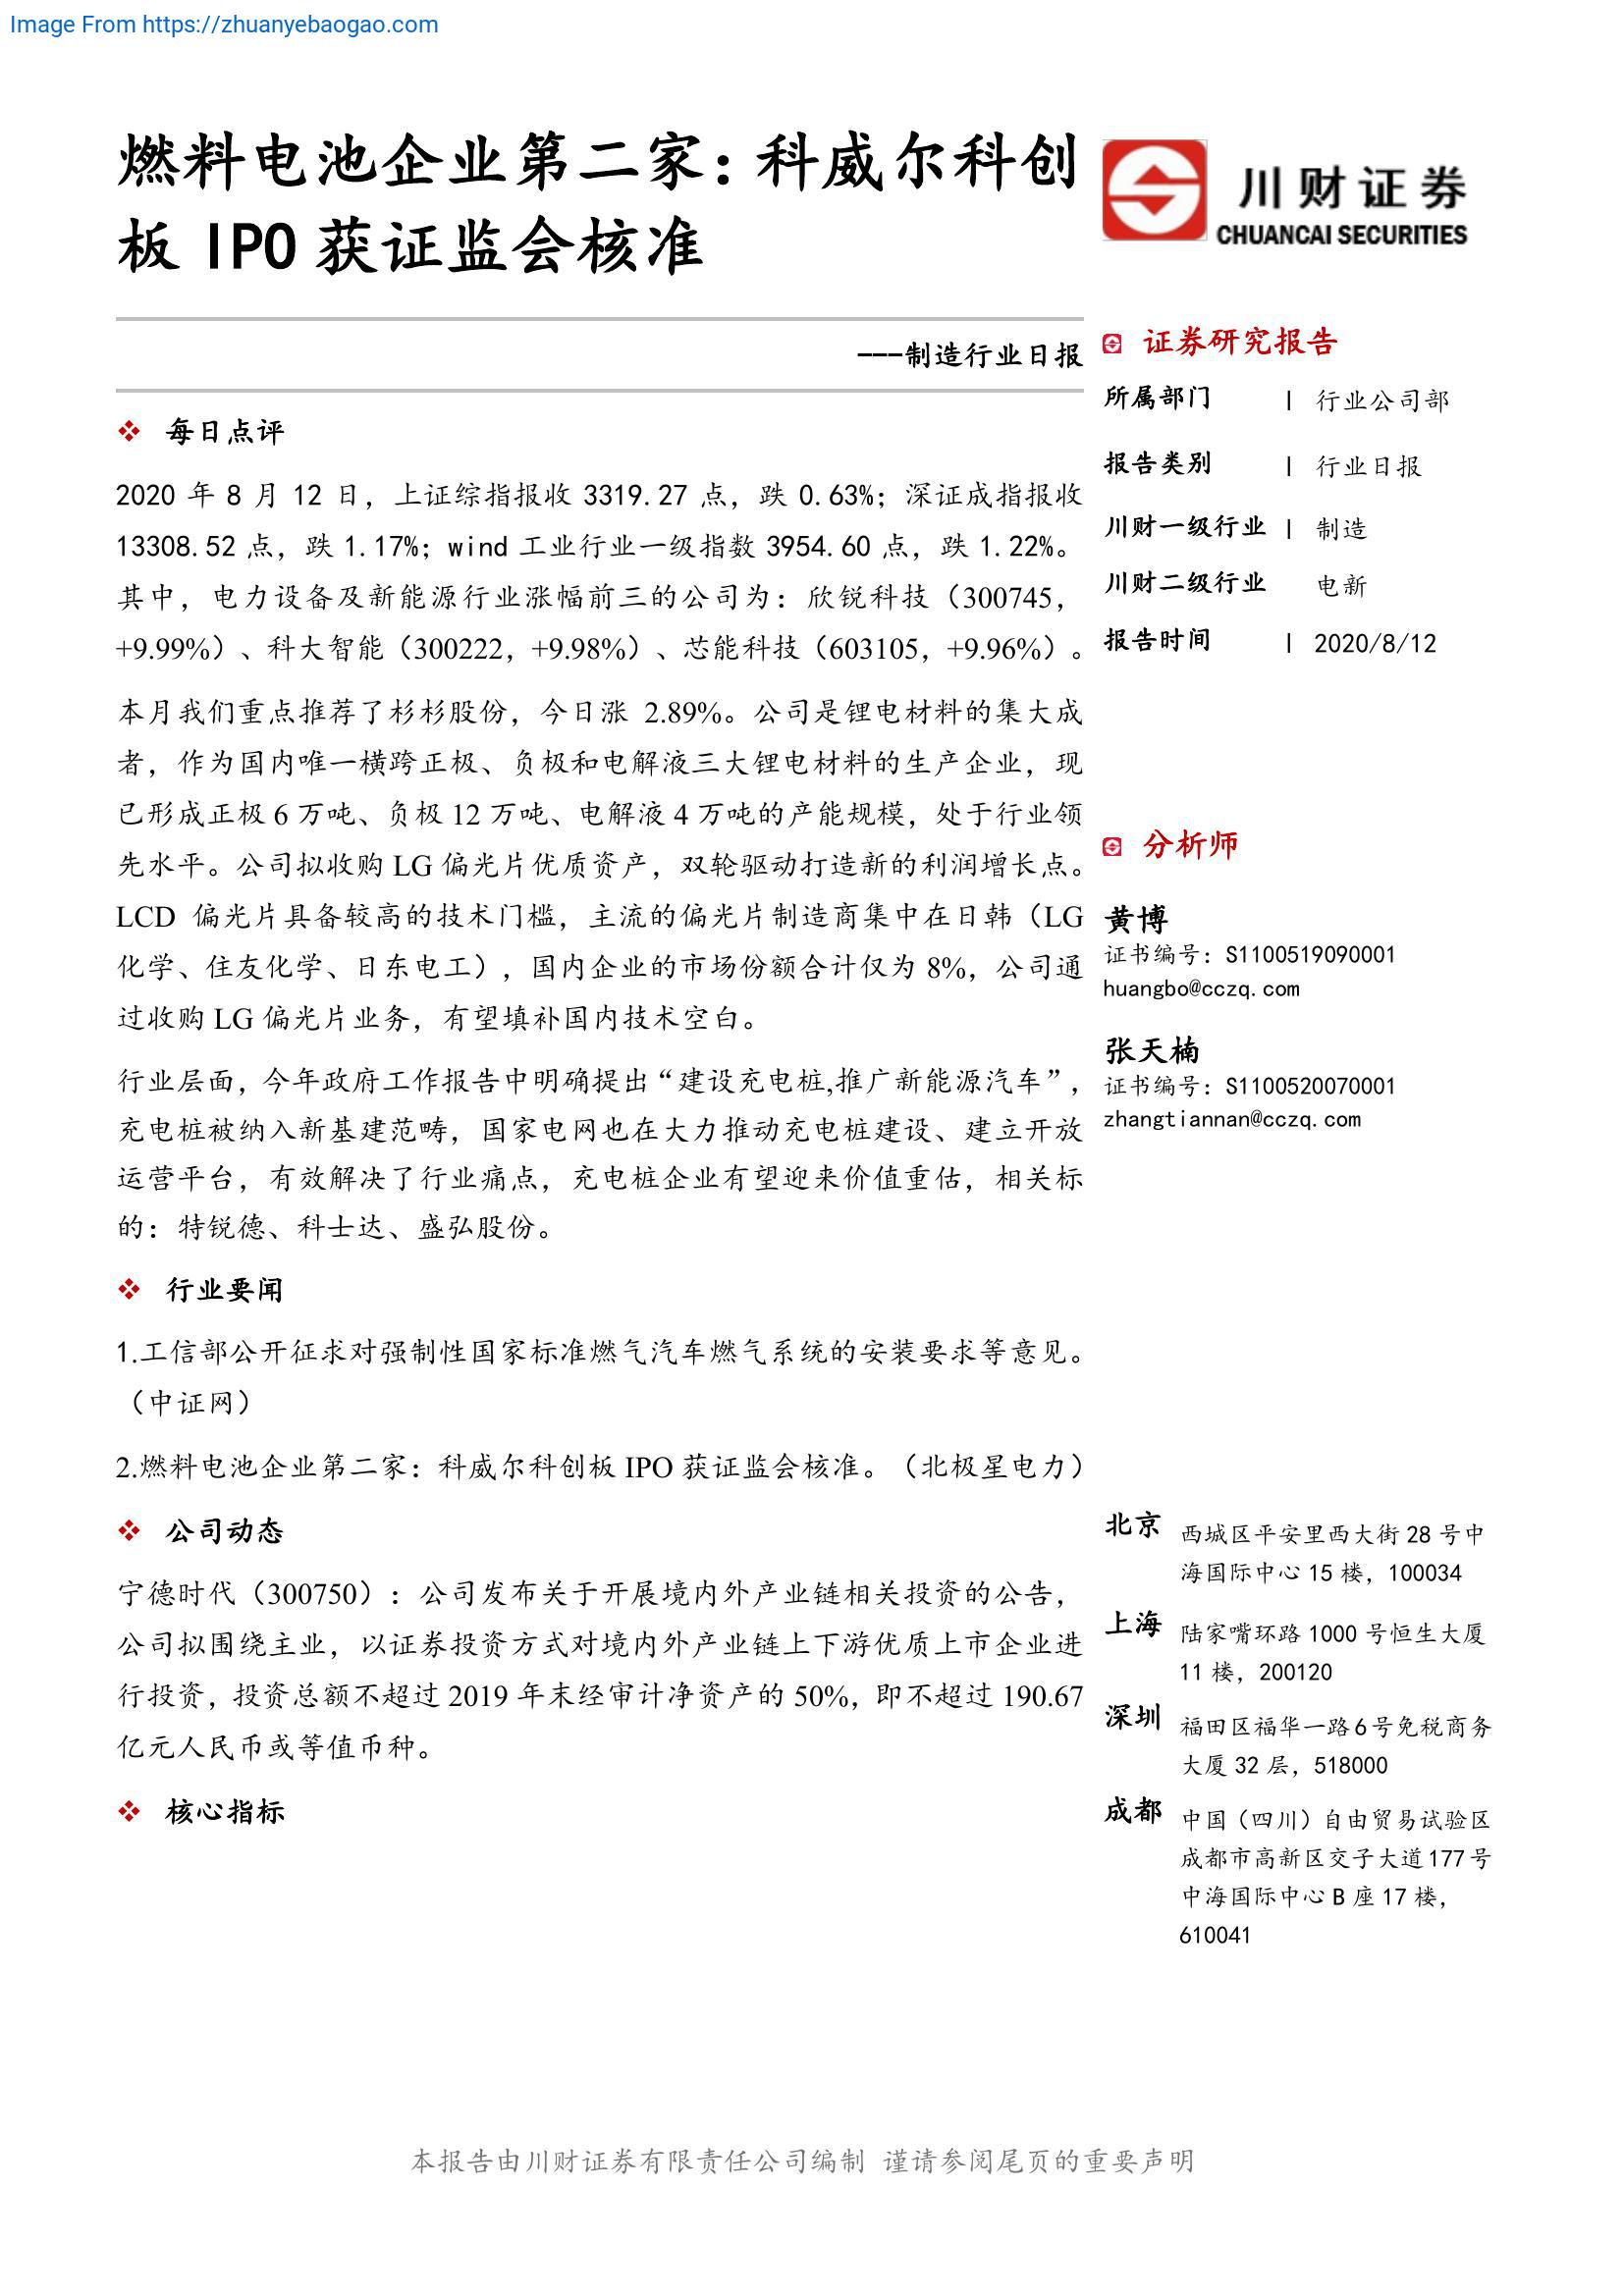 Image From https://zhuanyebaogao.com
燃料电池企业第二家：科威尔科创
板 IPO 获证监会核准
川财证券
CHUANCAI SECURITIES
---制造行业日报
每日点评
2020 年 8 月 12 日，上证综指报收 3319.27 点，跌 0.63%；深证成指报收
13308.52 点，跌 1.17%；wind 工业行业一级指数 3954.60 点，跌 1.22%。
其中，电力设备及新能源行业涨幅前三的公司为：欣锐科技（300745，
+9.99%）、科大智能（300222，+9.98%）、芯能科技（603105，+9.96%）。
本月我们重点推荐了杉杉股份，今日涨 2.89%。公司是锂电材料的集大成
者，作为国内唯一横跨正极、负极和电解液三大锂电材料的生产企业，现
已形成正极 6 万吨、负极 12 万吨、电解液 4 万吨的产能规模，处于行业领
先水平。公司拟收购 LG 偏光片优质资产，双轮驱动打造新的利润增长点。
LCD 偏光片具备较高的技术门槛，主流的偏光片制造商集中在日韩（LG
化学、住友化学、日东电工），国内企业的市场份额合计仅为 8%，公司通
过收购 LG 偏光片业务，有望填补国内技术空白。
行业层面，今年政府工作报告中明确提出“建设充电桩,推广新能源汽车”，
充电桩被纳入新基建范畴，国家电网也在大力推动充电桩建设、建立开放
运营平台，有效解决了行业痛点，充电桩企业有望迎来价值重估，相关标
的：特锐德、科士达、盛弘股份。
行业要闻
1.工信部公开征求对强制性国家标准燃气汽车燃气系统的安装要求等意见。
（中证网）
2.燃料电池企业第二家：科威尔科创板 IPO 获证监会核准。（北极星电力）
公司动态
宁德时代（300750）：公司发布关于开展境内外产业链相关投资的公告，
公司拟围绕主业，以证券投资方式对境内外产业链上下游优质上市企业进
行投资，投资总额不超过 2019 年末经审计净资产的 50%，即不超过 190.67
亿元人民币或等值币种。
核心指标
证券研究报告
所属部门 | 行业公司部
报告类别 | 行业日报
川财一级行业 | 制造
川财二级行业 电新
报告时间 | 2020/8/12
分析师
黄博
证书编号：S1100519090001
huangbo@cczq.com
张天楠
证书编号：S1100520070001
zhangtiannan@cczq.com
北京 西城区平安里西大街 28 号中
海国际中心 15 楼，100034
上海 陆家嘴环路 1000 号恒生大厦
11 楼，200120
深圳 福田区福华一路 6 号免税商务
大厦 32 层，518000
成都 中国（四川）自由贸易试验区
成都市高新区交子大道 177 号
中海国际中心 B 座 17 楼，
610041
本报告由川财证券有限责任公司编制 谨请参阅尾页的重要声明